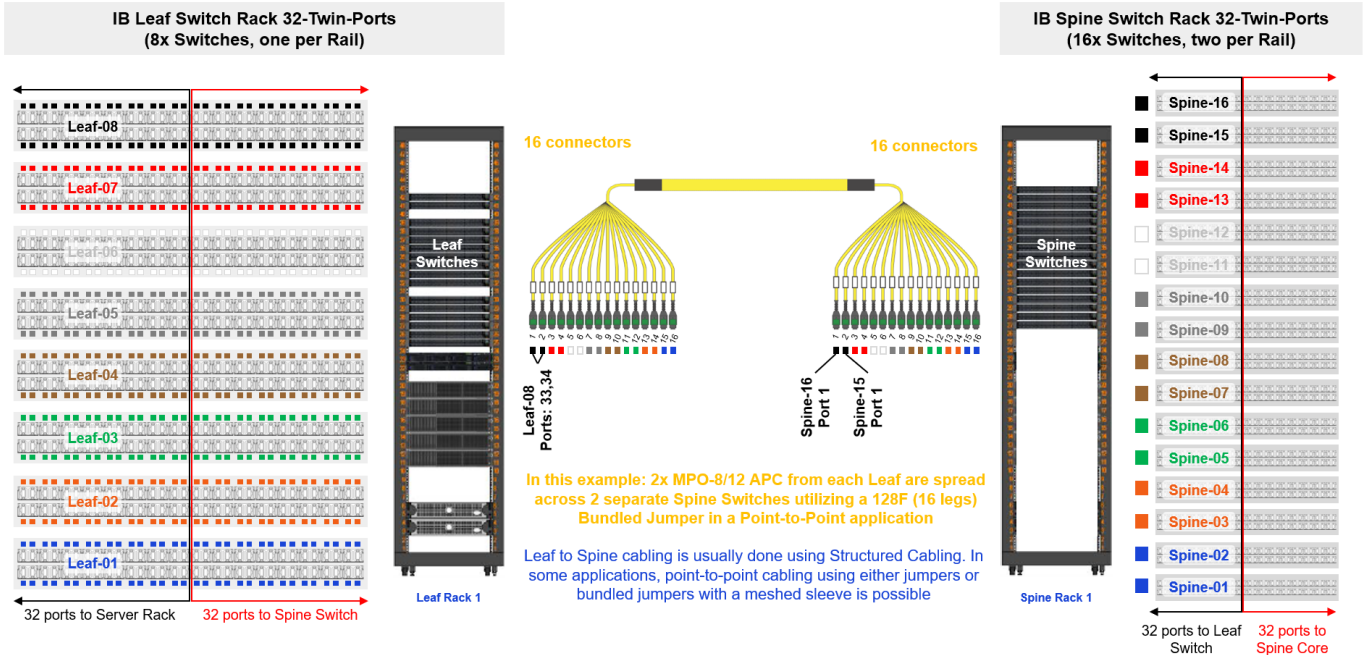 IB Leaf Switch Rack 32-Twin-Ports
(8x Switches, one per Rail)
IB Spine Switch Rack 32-Twin-Ports
(16x Switches, two per Rail)
Leaf-08
Leaf-07
Leaf-06
Leaf-05
Leaf-04
Leaf-03
Leaf-02
Leaf-01
32 ports to Server Rack
32 ports to Spine Switch
Leaf
Switches
Leaf Rack 1
16 connectors
16 connectors
1 2 3 4 5 6 7 8 9 10 11 12 13 14 15 16
Leaf-08
Ports: 33,34
1 2 3 4 5 6 7 8 9 10 11 12 13 14 15 16
Spine-16
Port 1
Spine-15
Port 1
In this example: 2x MPO-8/12 APC from each Leaf are spread
across 2 separate Spine Switches utilizing a 128F (16 legs)
Bundled Jumper in a Point-to-Point application
Leaf to Spine cabling is usually done using Structured Cabling. In
some applications, point-to-point cabling using either jumpers or
bundled jumpers with a meshed sleeve is possible
Spine
Switches
Spine Rack 1
Spine-16
Spine-15
Spine-14
Spine-13
Spine-12
Spine-11
Spine-10
Spine-09
Spine-08
Spine-07
Spine-06
Spine-05
Spine-04
Spine-03
Spine-02
Spine-01
32 ports to Leaf
Switch
32 ports to
Spine Core